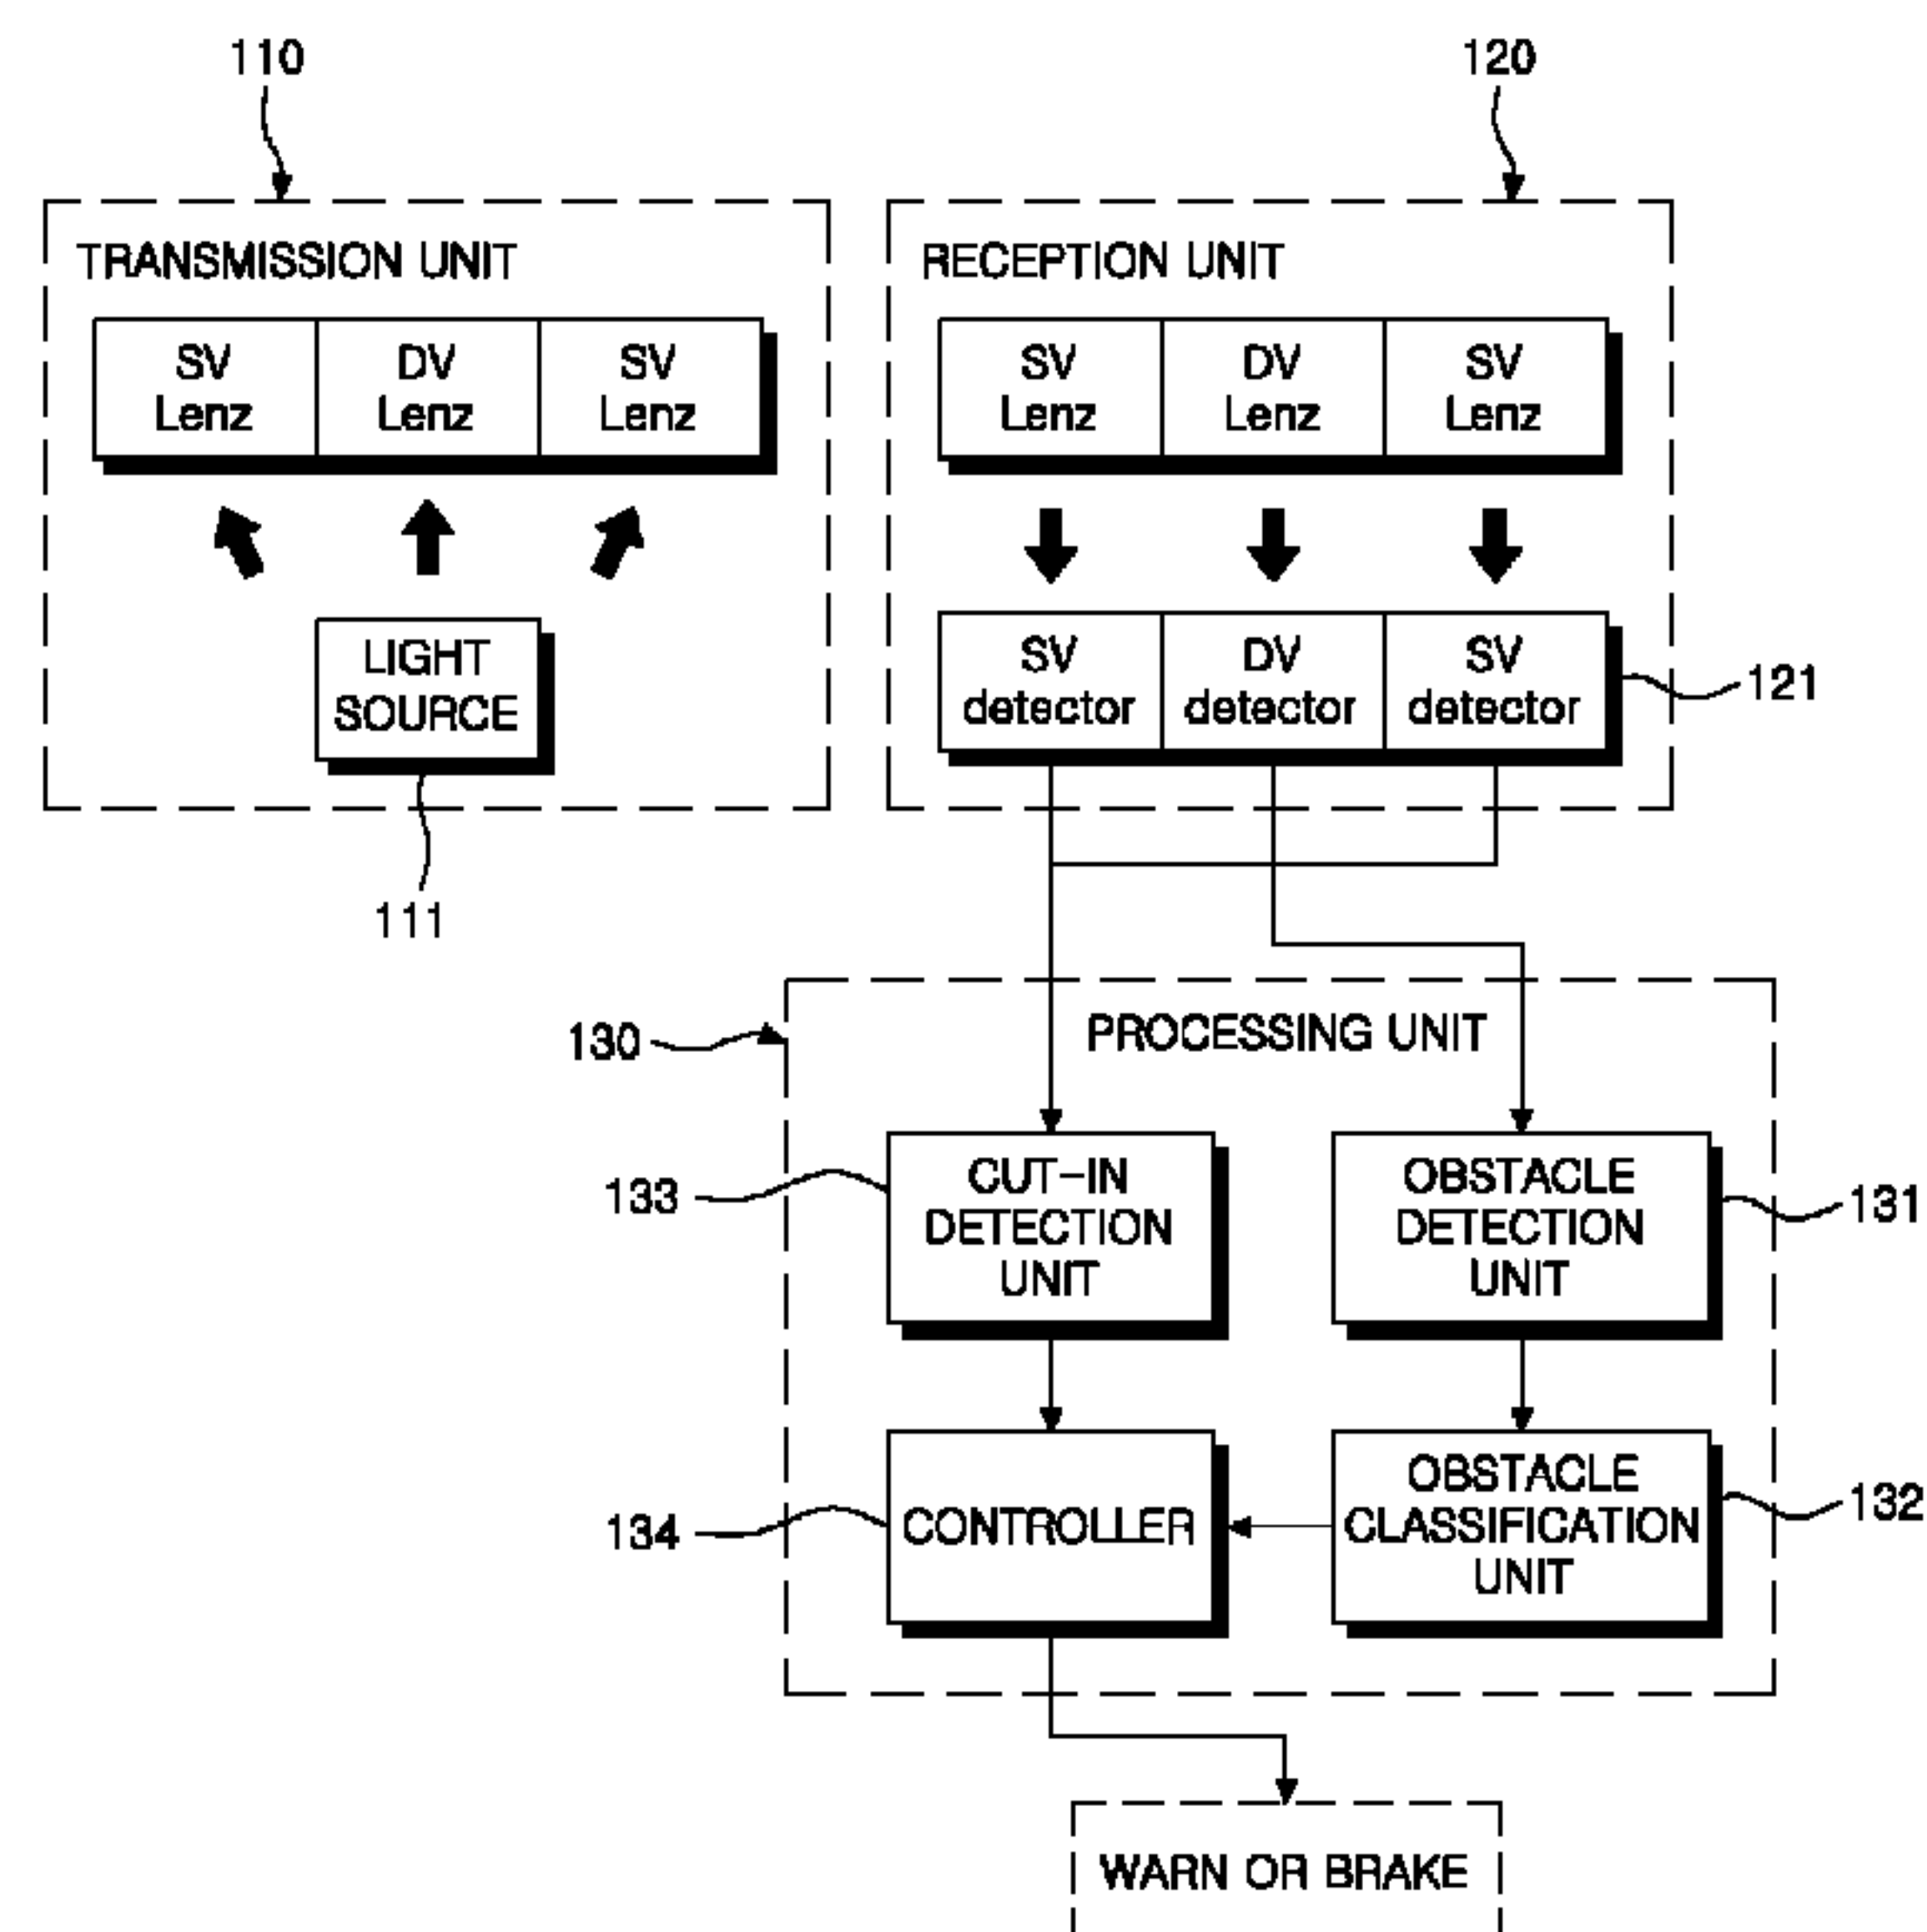 110
120
TRANSMISSION UNIT
SV
Lenz
DV
Lenz
SV
Lenz
LIGHT
SOURCE
111
RECEPTION UNIT
SV
Lenz
DV
Lenz
SV
Lenz
SV
detector
DV
detector
SV
detector
121
130
PROCESSING UNIT
133
CUT-IN
DETECTION
UNIT
OBSTACLE
DETECTION
UNIT
131
134
CONTROLLER
OBSTACLE
CLASSIFICATION
UNIT
132
WARN OR BRAKE